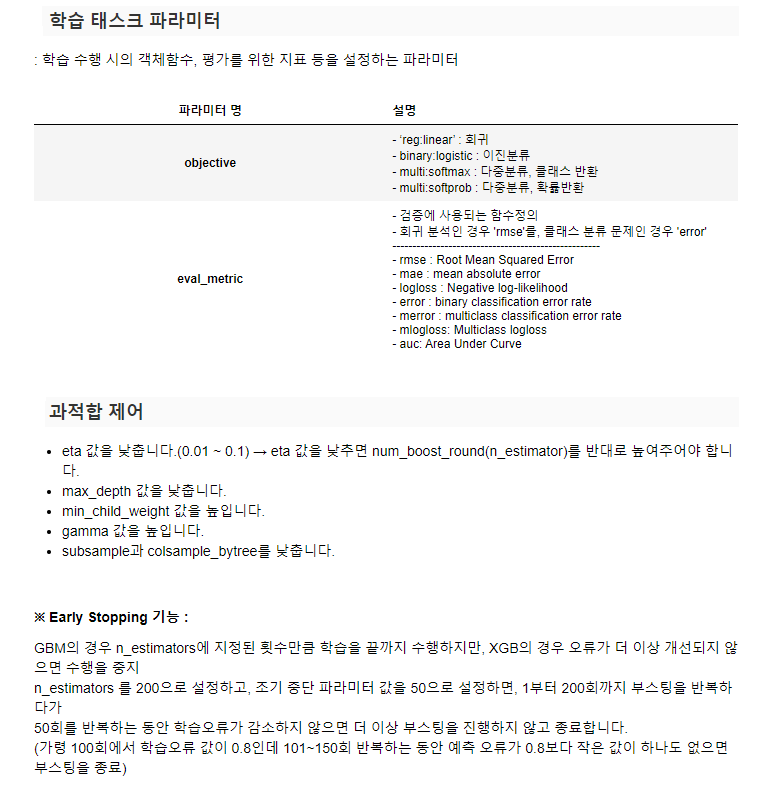 학습 태스크 파라미터
: 학습 수행 시의 객체함수, 평가를 위한 지표 등을 설정하는 파라미터
파라미터 명 설명
objective
- ‘reg:linear’ : 회귀
- binary:logistic : 이진분류
- multi:softmax : 다중분류, 클래스 반환
- multi:softprob : 다중분류, 확률반환
eval_metric
- 검증에 사용되는 함수정의
- 회귀 분석인 경우 'rmse'를, 클래스 분류 문제인 경우 'error'
----------------------------------------------------
- rmse : Root Mean Squared Error
- mae : mean absolute error
- logloss : Negative log-likelihood
- error : binary classification error rate
- merror : multiclass classification error rate
- mlogloss: Multiclass logloss
- auc: Area Under Curve
과적합 제어
• eta 값을 낮춥니다.(0.01 ~ 0.1) → eta 값을 낮추면 num_boost_round(n_estimator)를 반대로 높여주어야 합니
다.
• max_depth 값을 낮춥니다.
• min_child_weight 값을 높입니다.
• gamma 값을 높입니다.
• subsample과 colsample_bytree를 낮춥니다.
※ Early Stopping 기능 :
GBM의 경우 n_estimators에 지정된 횟수만큼 학습을 끝까지 수행하지만, XGB의 경우 오류가 더 이상 개선되지 않
으면 수행을 중지
n_estimators 를 200으로 설정하고, 조기 중단 파라미터 값을 50으로 설정하면, 1부터 200회까지 부스팅을 반복하
다가
50회를 반복하는 동안 학습오류가 감소하지 않으면 더 이상 부스팅을 진행하지 않고 종료합니다.
(가령 100회에서 학습오류 값이 0.8인데 101~150회 반복하는 동안 예측 오류가 0.8보다 작은 값이 하나도 없으면
부스팅을 종료)